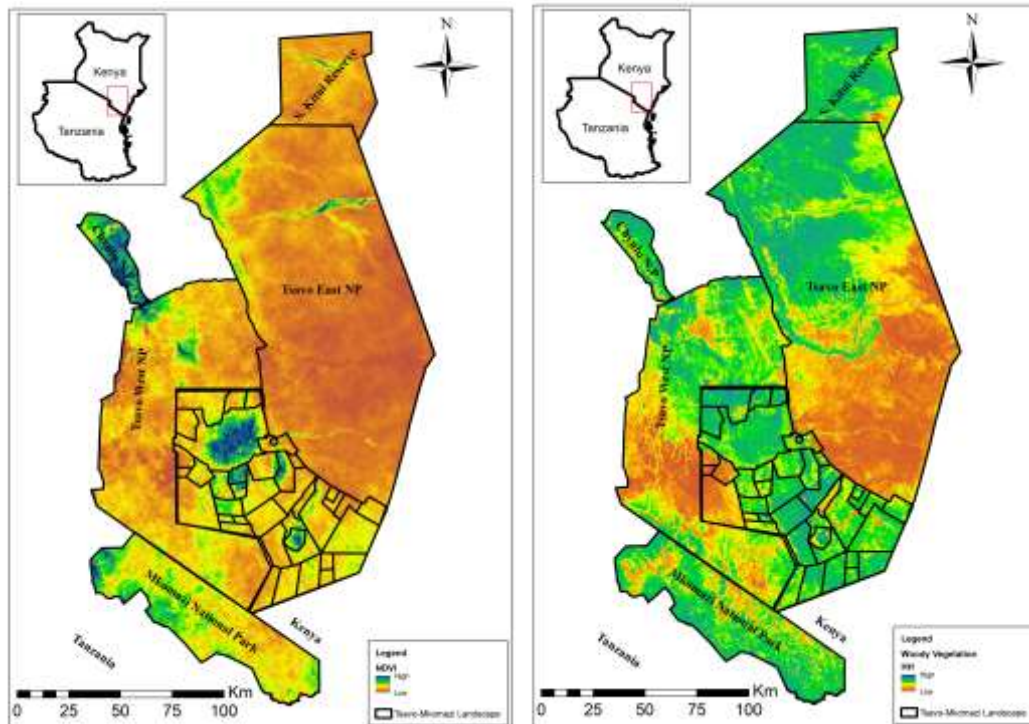 N
Kenya
Tanzania
N. Kitui Reserve
Chyulu NP
Tsavo East NP
Tsavo West NP
Mkomazi National Park
Kenya
Tanzania
Legend
NDVI
High
Low
Tsavo-Mkomazi Landscape
Km
0 25 50 75 100
N
Kenya
Tanzania
N. Kitui Reserve
Chyulu NP
Tsavo East NP
Tsavo West NP
Mkomazi National Park
Kenya
Tanzania
Legend
Woody Vegetation
HH
High
Low
Tsavo-Mkomazi Landscape
Km
0 25 50 75 100